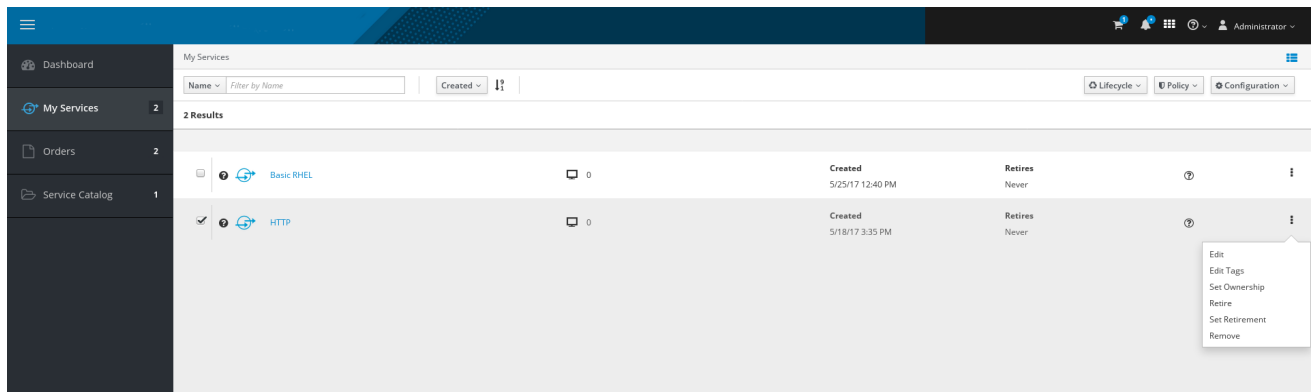 1
Administrator
Dashboard
My Services 2
Orders 2
Service Catalog 1
My Services
Name Filter by Name Created Lifecycle Policy Configuration
2 Results
Basic RHEL 0 Created Retires
5/25/17 12:40 PM Never
HTTP 0 Created Retires
5/18/17 3:35 PM Never
Edit
Edit Tags
Set Ownership
Retire
Set Retirement
Remove